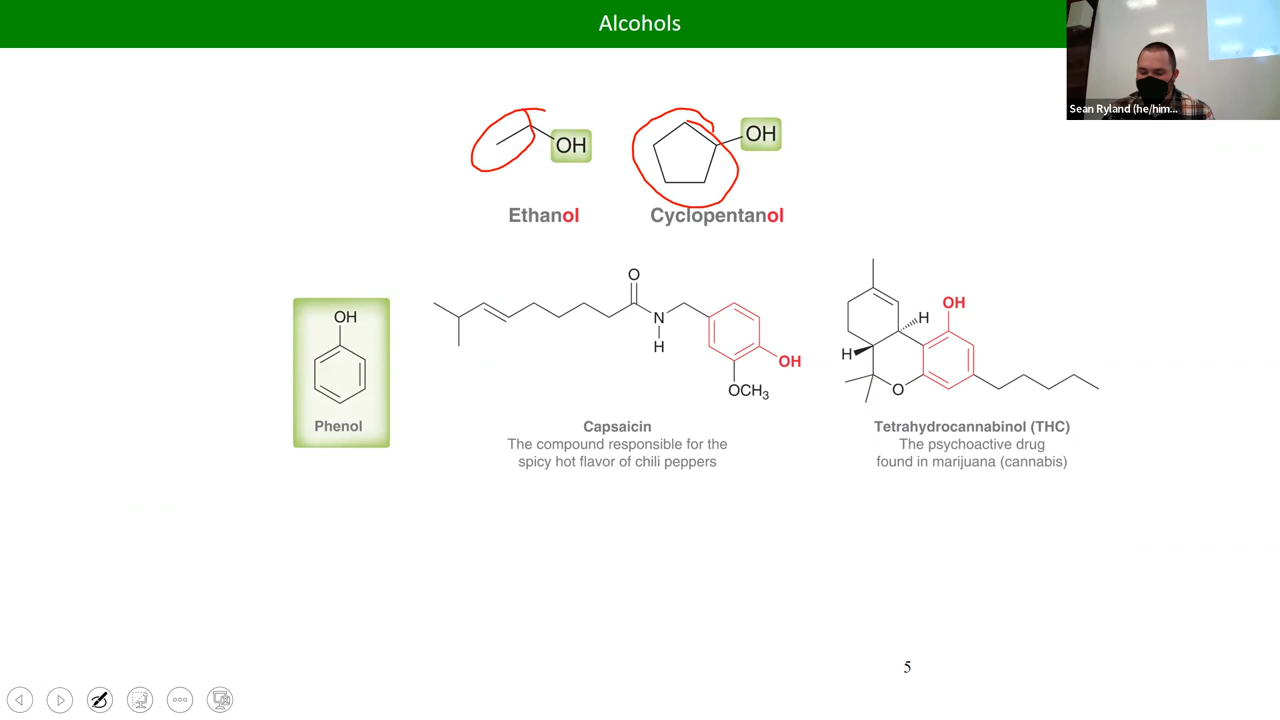 Alcohols
Sean Ryland (he/him...
OH
OH
Ethanol
Cyclopentanol
OH
Phenol
O
N
H
OH
OCH3
Capsaicin
The compound responsible for the
spicy hot flavor of chili peppers
OH
H
H
O
Tetrahydrocannabinol (THC)
The psychoactive drug
found in marijuana (cannabis)
5